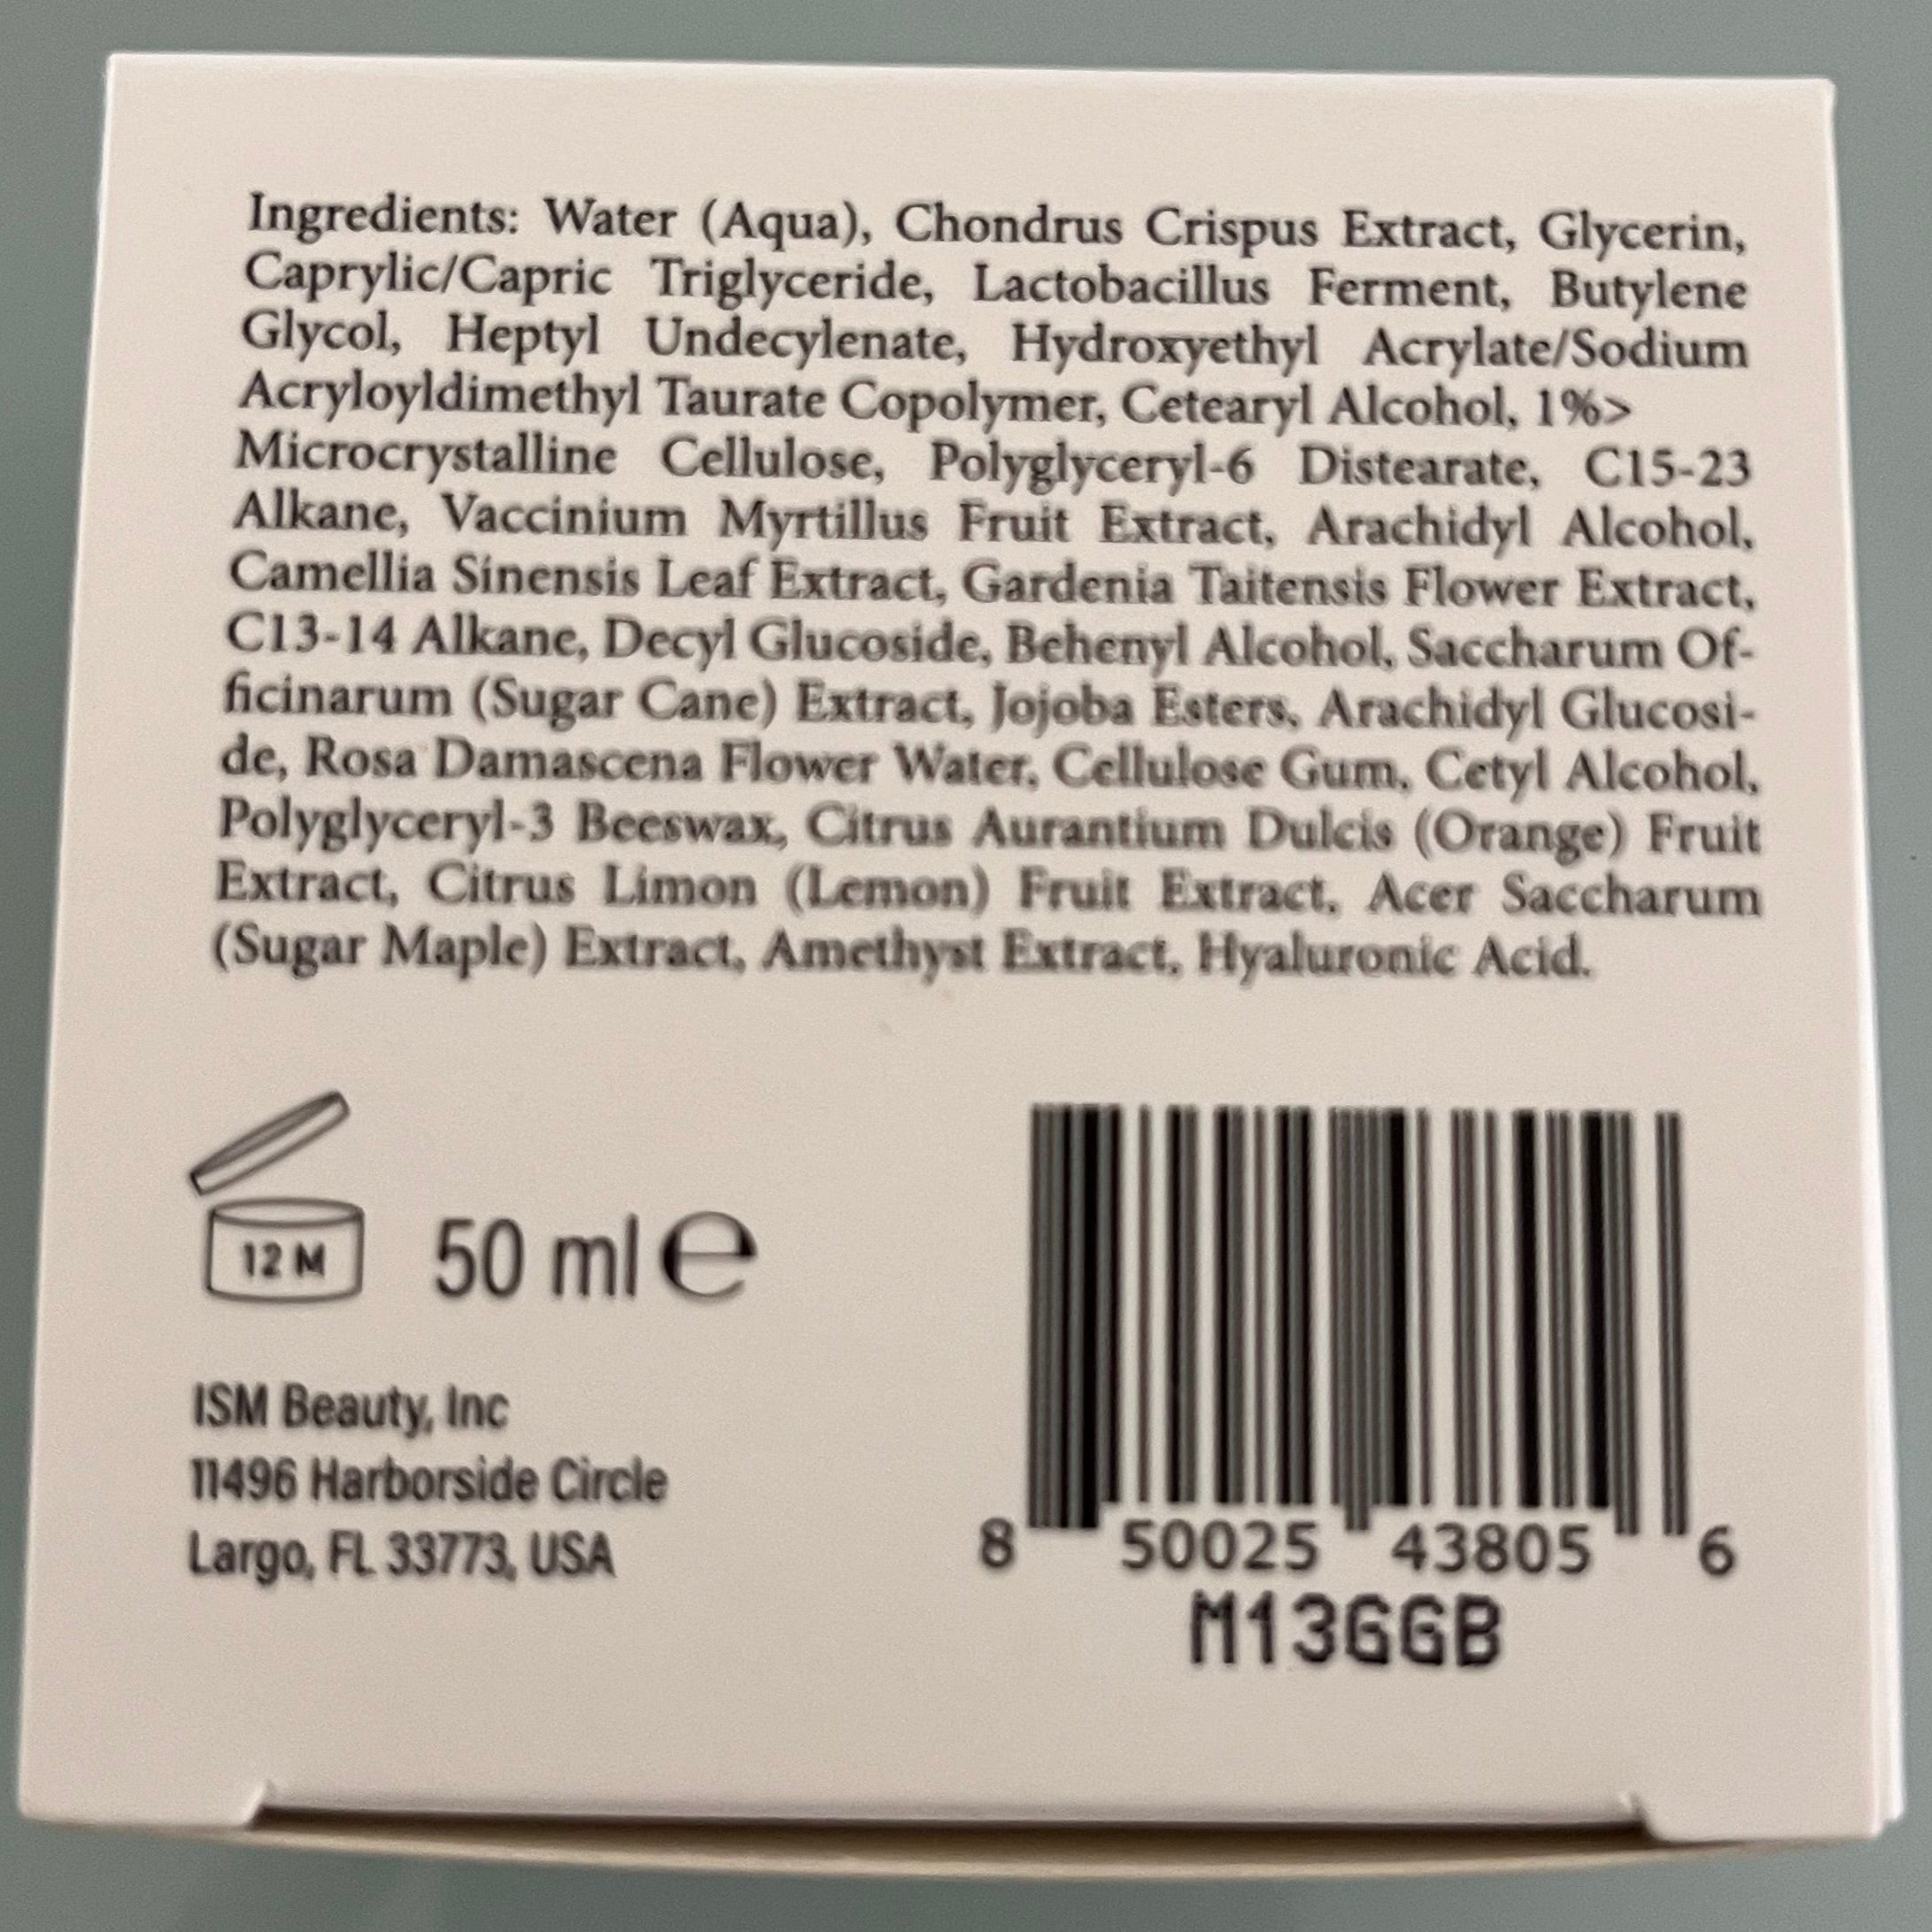 Ingredients: Water (Aqua), Chondrus Crispus Extract, Glycerin,
Caprylic/Capric Triglyceride, Lactobacillus Ferment, Butylene
Glycol, Heptyl Undecylenate, Hydroxyethyl Acrylate/Sodium
Acryloyldimethyl Taurate Copolymer, Cetearyl Alcohol, 1%>
Microcrystalline Cellulose, Polyglyceryl-6 Distearate, C15-23
Alkane, Vaccinium Myrtillus Fruit Extract, Arachidyl Alcohol,
Camellia Sinensis Leaf Extract, Gardenia Taitensis Flower Extract,
C13-14 Alkane, Decyl Glucoside, Behenyl Alcohol, Saccharum Of-
ficinarum (Sugar Cane) Extract, Jojoba Esters, Arachidyl Glucosi-
de, Rosa Damascena Flower Water, Cellulose Gum, Cetyl Alcohol,
Polyglyceryl-3 Beeswax, Citrus Aurantium Dulcis (Orange) Fruit
Extract, Citrus Limon (Lemon) Fruit Extract, Acer Saccharum
(Sugar Maple) Extract, Amethyst Extract, Hyaluronic Acid.
12 M
50 ml e
ISM Beauty, Inc
11496 Harborside Circle
Largo, FL 33773, USA
8 50025 43805 6
M13GGB